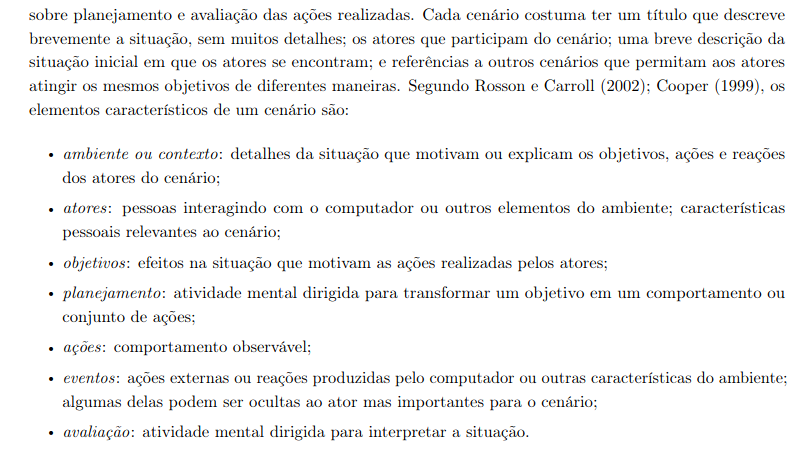 sobre planejamento e avaliação das ações realizadas. Cada cenário costuma ter um título que descreve
brevemente a situação, sem muitos detalhes; os atores que participam do cenário; uma breve descrição da
situação inicial em que os atores se encontram; e referências a outros cenários que permitam aos atores
atingir os mesmos objetivos de diferentes maneiras. Segundo Rosson e Carroll (2002); Cooper (1999), os
elementos característicos de um cenário são:
• ambiente ou contexto: detalhes da situação que motivam ou explicam os objetivos, ações e reações
dos atores do cenário;
• atores: pessoas interagindo com o computador ou outros elementos do ambiente; características
pessoais relevantes ao cenário;
• objetivos: efeitos na situação que motivam as ações realizadas pelos atores;
• planejamento: atividade mental dirigida para transformar um objetivo em um comportamento ou
conjunto de ações;
• ações: comportamento observável;
• eventos: ações externas ou reações produzidas pelo computador ou outras características do ambiente;
algumas delas podem ser ocultas ao ator mas importantes para o cenário;
• avaliação: atividade mental dirigida para interpretar a situação.